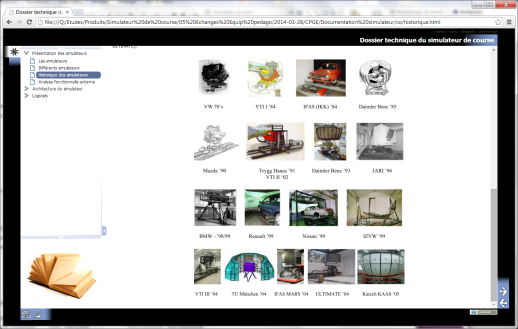 Dossier technique du
file:///Q:/Etudes/Produits/Simulateur%20de%20course/05%20Echanges%20Equip%20pedago/2014-03-28/CPGE/Documentation%20simulateur/co/historique.html
Dossier technique du simulateur de course
Présentation des simulateurs
Les simulateurs
Différents simulateurs
Historique des simulateurs
Analyse fonctionnelle externe
Architecture du simulateur
Logiciels
VW 70's
VTI I '84
IFAS (IKK) '84
Daimler Benz '85
Mazda '90
Trygg Hansa '91
VTI II '02
Daimler Benz '93
JARI '96
BMW – '98/99
Renault '99
Nissan '99
IZVW '99
VTI III '04
TU München '04
IFAS MARS '04
ULTIMATE '04
Katech KAAS '05